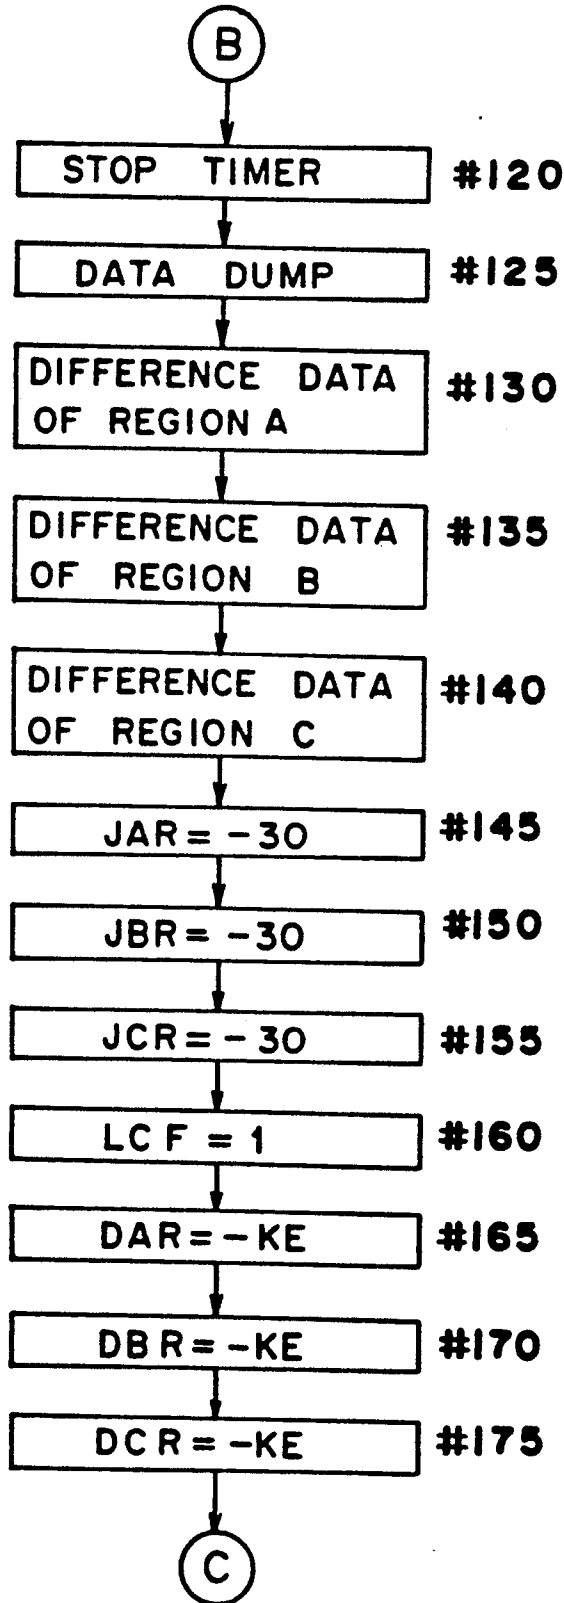 B
STOP TIMER #120
DATA DUMP #125
DIFFERENCE DATA #130
OF REGION A
DIFFERENCE DATA #135
OF REGION B
DIFFERENCE DATA #140
OF REGION C
JAR = -30 #145
JBR = -30 #150
JCR = -30 #155
LCF = 1 #160
DAR = -KE #165
DBR = -KE #170
DCR = -KE #175
C